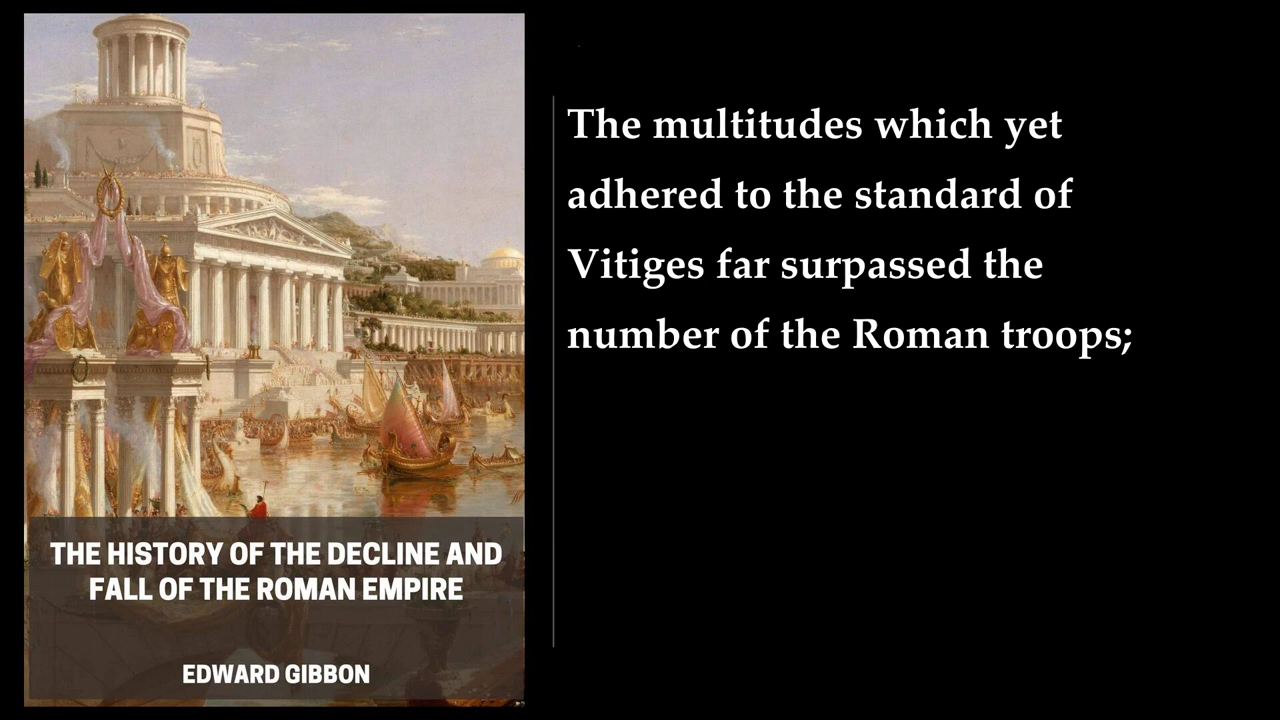 The multitudes which yet
adhered to the standard of
Vitiges far surpassed the
number of the Roman troops;
THE HISTORY OF THE DECLINE AND
FALL OF THE ROMAN EMPIRE
EDWARD GIBBON